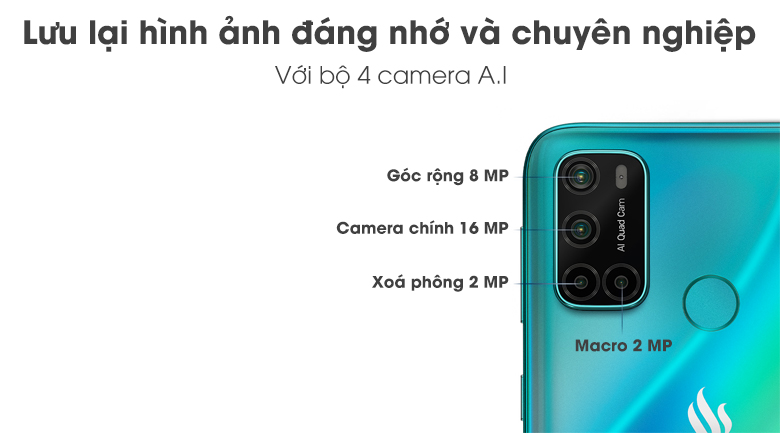 Lưu lại hình ảnh đáng nhớ và chuyên nghiệp
Với bộ 4 camera A.I
Góc rộng 8 MP
Camera chính 16 MP
AI Quad Cam
Xoá phông 2 MP
Macro 2 MP